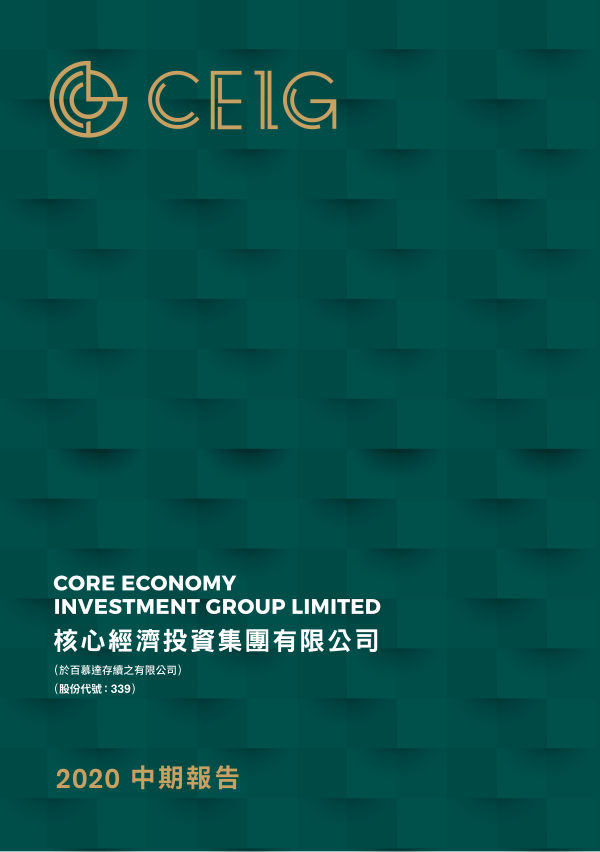 CEIG
CORE ECONOMY
INVESTMENT GROUP LIMITED
核心經濟投資集團有限公司
(於百慕達存續之有限公司)
(股份代號：339)
2020 中期報告